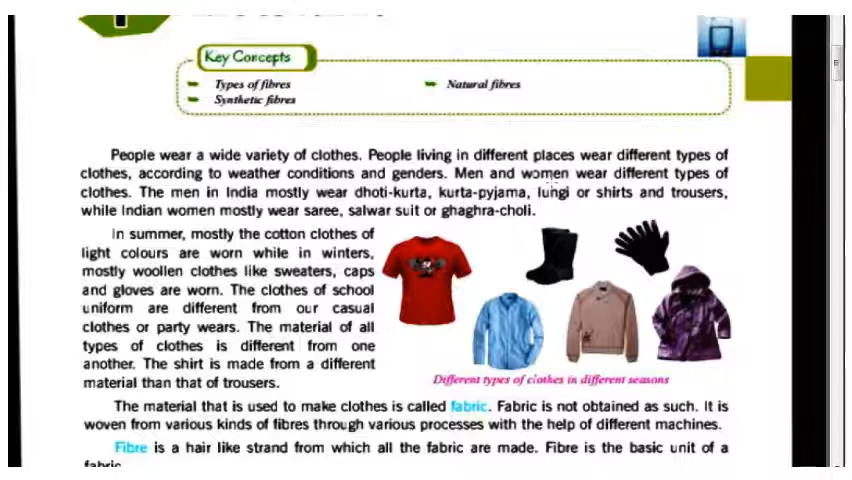 Key Concepts
Types of fibres
Natural fibres
Synthetic fibres
People wear a wide variety of clothes. People living in different places wear different types of
clothes, according to weather conditions and genders. Men and women wear different types of
clothes. The men in India mostly wear dhoti-kurta, kurta-pyjama, lungi or shirts and trousers,
while Indian women mostly wear saree, salwar suit or ghaghra-choli.
In summer, mostly the cotton clothes of
light colours are worn while in winters,
mostly woollen clothes like sweaters, caps
and gloves are worn. The clothes of school
uniform are different from our casual
clothes or party wears. The material of all
types of clothes is different from one
another. The shirt is made from a different
material than that of trousers.
Different types of clothes in different seasons
The material that is used to make clothes is called fabric. Fabric is not obtained as such. It is
woven from various kinds of fibres through various processes with the help of different machines.
Fibre is a hair like strand from which all the fabric are made. Fibre is the basic unit of a
fabric